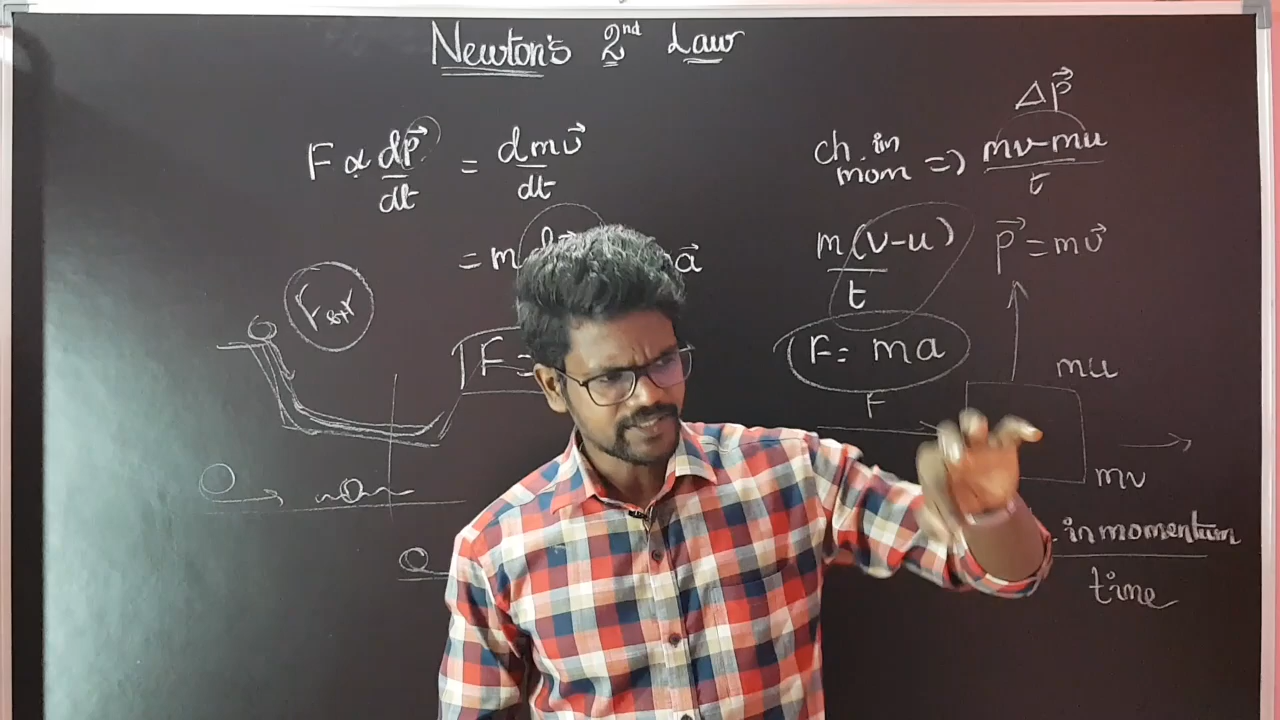 Newton's 2nd Law
F ∝ dp⃗/dt = dmv⃗/dt
= m
a⃗
F ext
F =
Δp⃗
ch. in mom => mv-mu/t
m(v-u)/t
p⃗ = mv⃗
F = ma
F
mu
mv
. in momentum
time